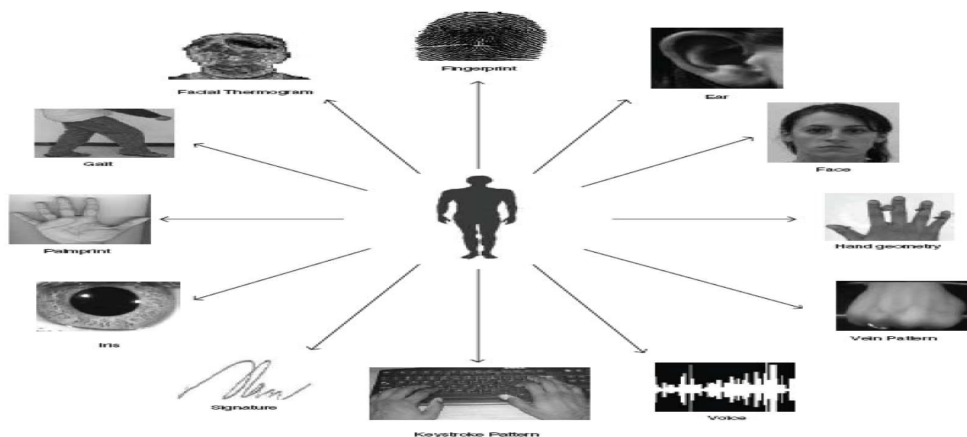 Fingerprint
Facial Thermogram
Ear
Gait
Face
Palmprint
Hand geometry
Iris
Vein Pattern
Signature
Voice
Keystroke Pattern